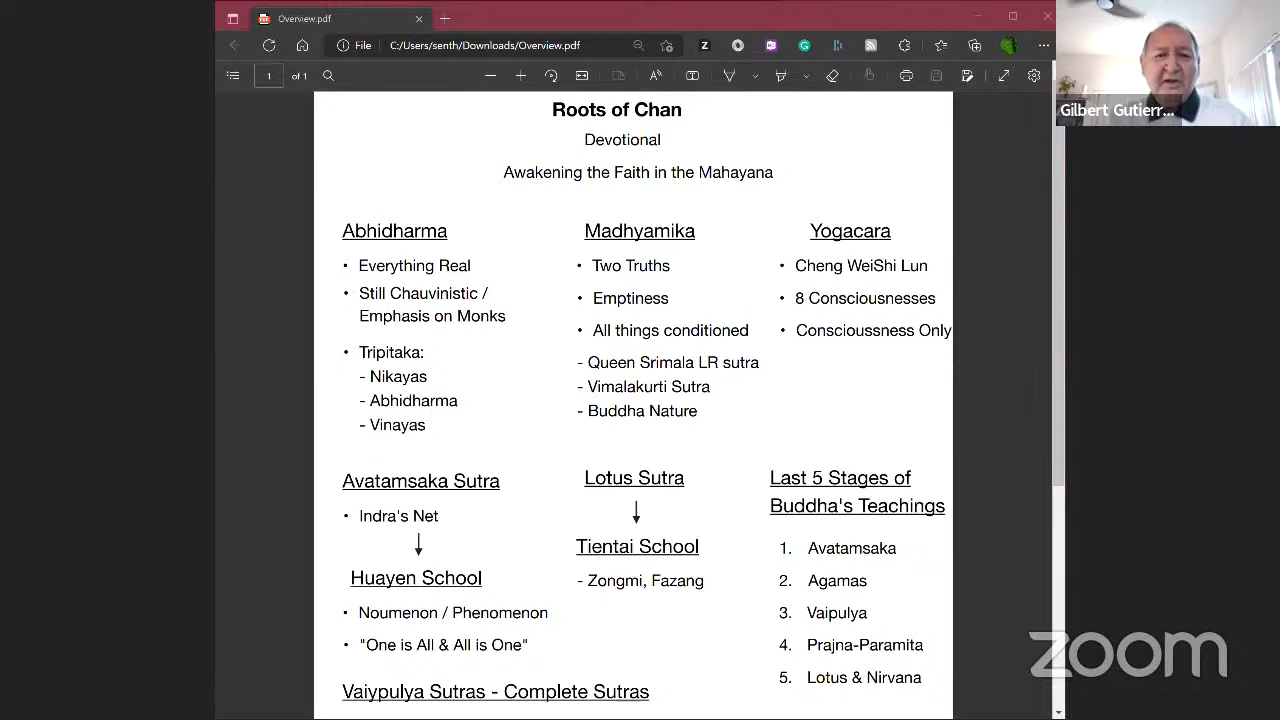 Overview.pdf
File
C:/Users/senth/Downloads/Overview.pdf
1
of 1
Gilbert Gutierr...
Roots of Chan
Devotional
Awakening the Faith in the Mahayana
Abhidharma
• Everything Real
• Still Chauvinistic /
Emphasis on Monks
• Tripitaka:
- Nikayas
- Abhidharma
- Vinayas
Madhyamika
• Two Truths
• Emptiness
• All things conditioned
- Queen Srimala LR sutra
- Vimalakurti Sutra
- Buddha Nature
Yogacara
• Cheng WeiShi Lun
• 8 Consciousnesses
• Conscioussness Only
Avatamsaka Sutra
• Indra's Net
Huayen School
• Noumenon / Phenomenon
• "One is All & All is One"
Lotus Sutra
Tientai School
- Zongmi, Fazang
Last 5 Stages of
Buddha's Teachings
1. Avatamsaka
2. Agamas
3. Vaipulya
4. Prajna-Paramita
5. Lotus & Nirvana
Vaiypulya Sutras - Complete Sutras
zoom